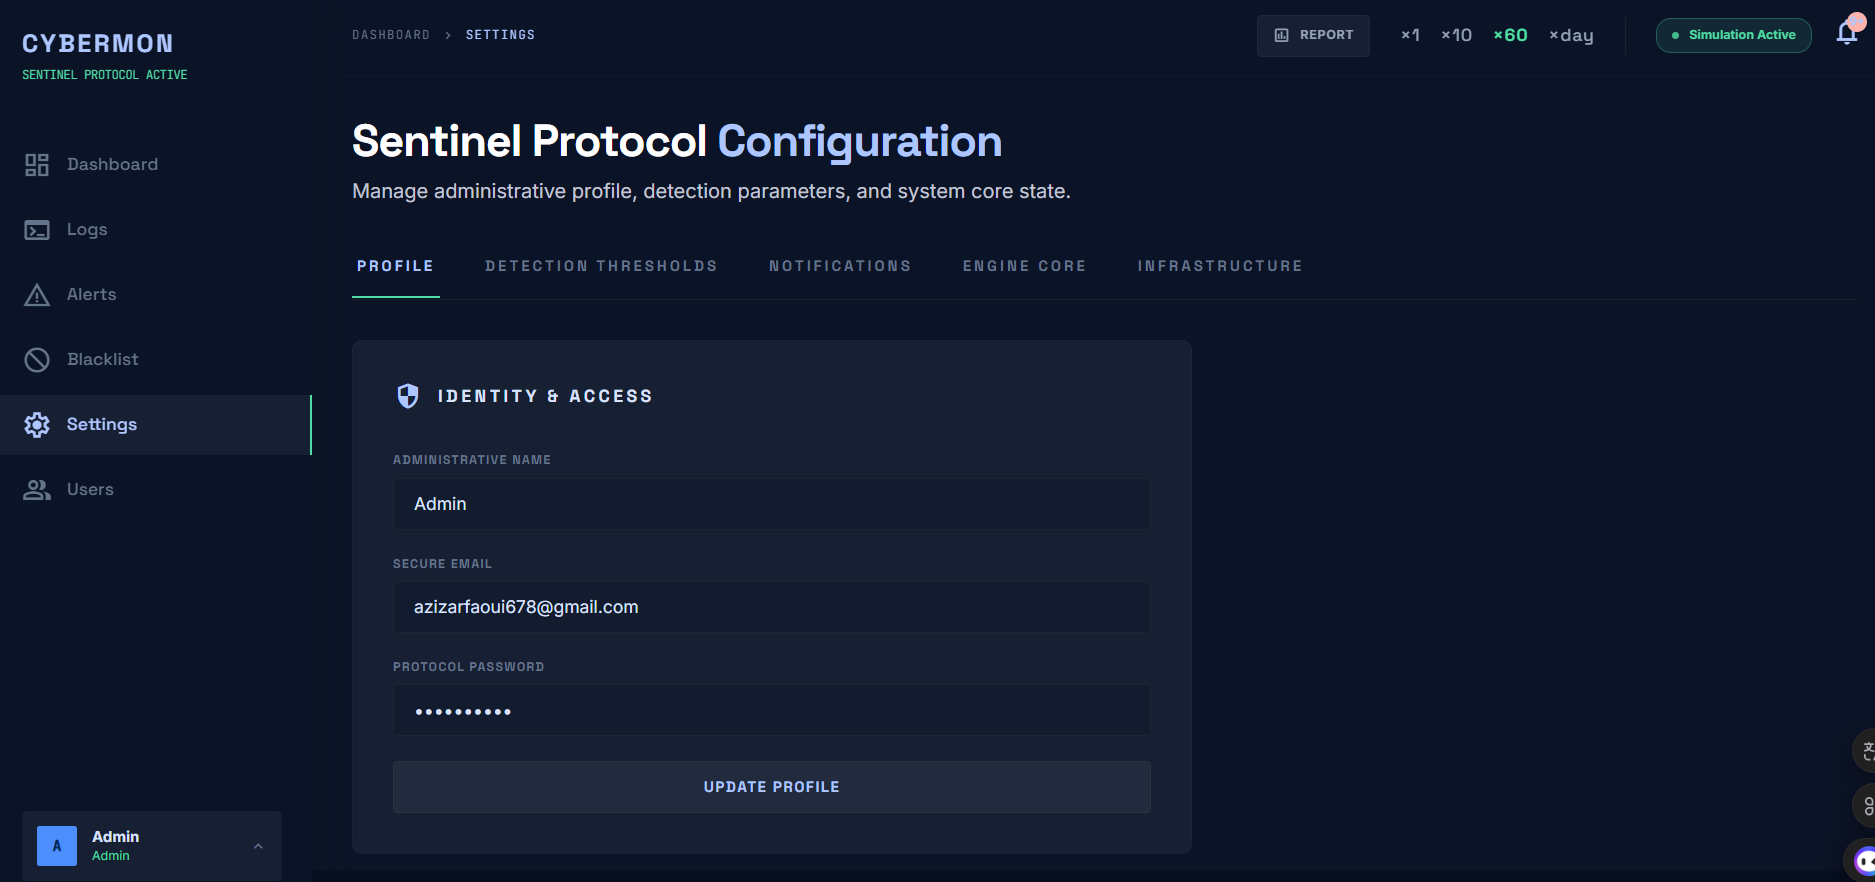 CYBERMON
SENTINEL PROTOCOL ACTIVE
Dashboard
Logs
Alerts
Blacklist
Settings
Users
A
Admin
Admin
DASHBOARD > SETTINGS
REPORT
×1 ×10 ×60 ×day
Simulation Active
Sentinel Protocol Configuration
Manage administrative profile, detection parameters, and system core state.
PROFILE DETECTION THRESHOLDS NOTIFICATIONS ENGINE CORE INFRASTRUCTURE
IDENTITY & ACCESS
ADMINISTRATIVE NAME
Admin
SECURE EMAIL
azizarfaoui678@gmail.com
PROTOCOL PASSWORD
••••••••••
UPDATE PROFILE